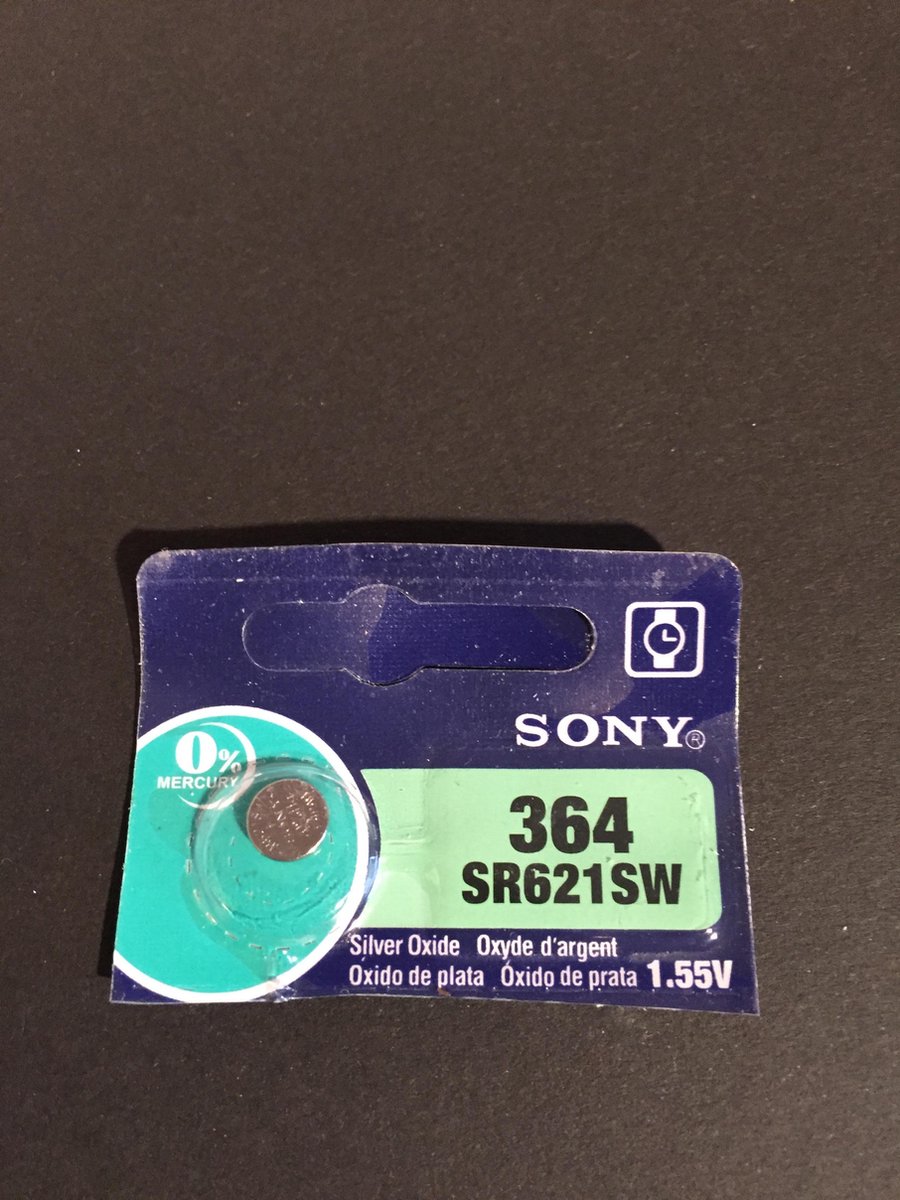 SONY®
0%
MERCURY
364
SR621SW
Silver Oxide Oxyde d'argent
Oxido de plata Óxido de prata 1.55V